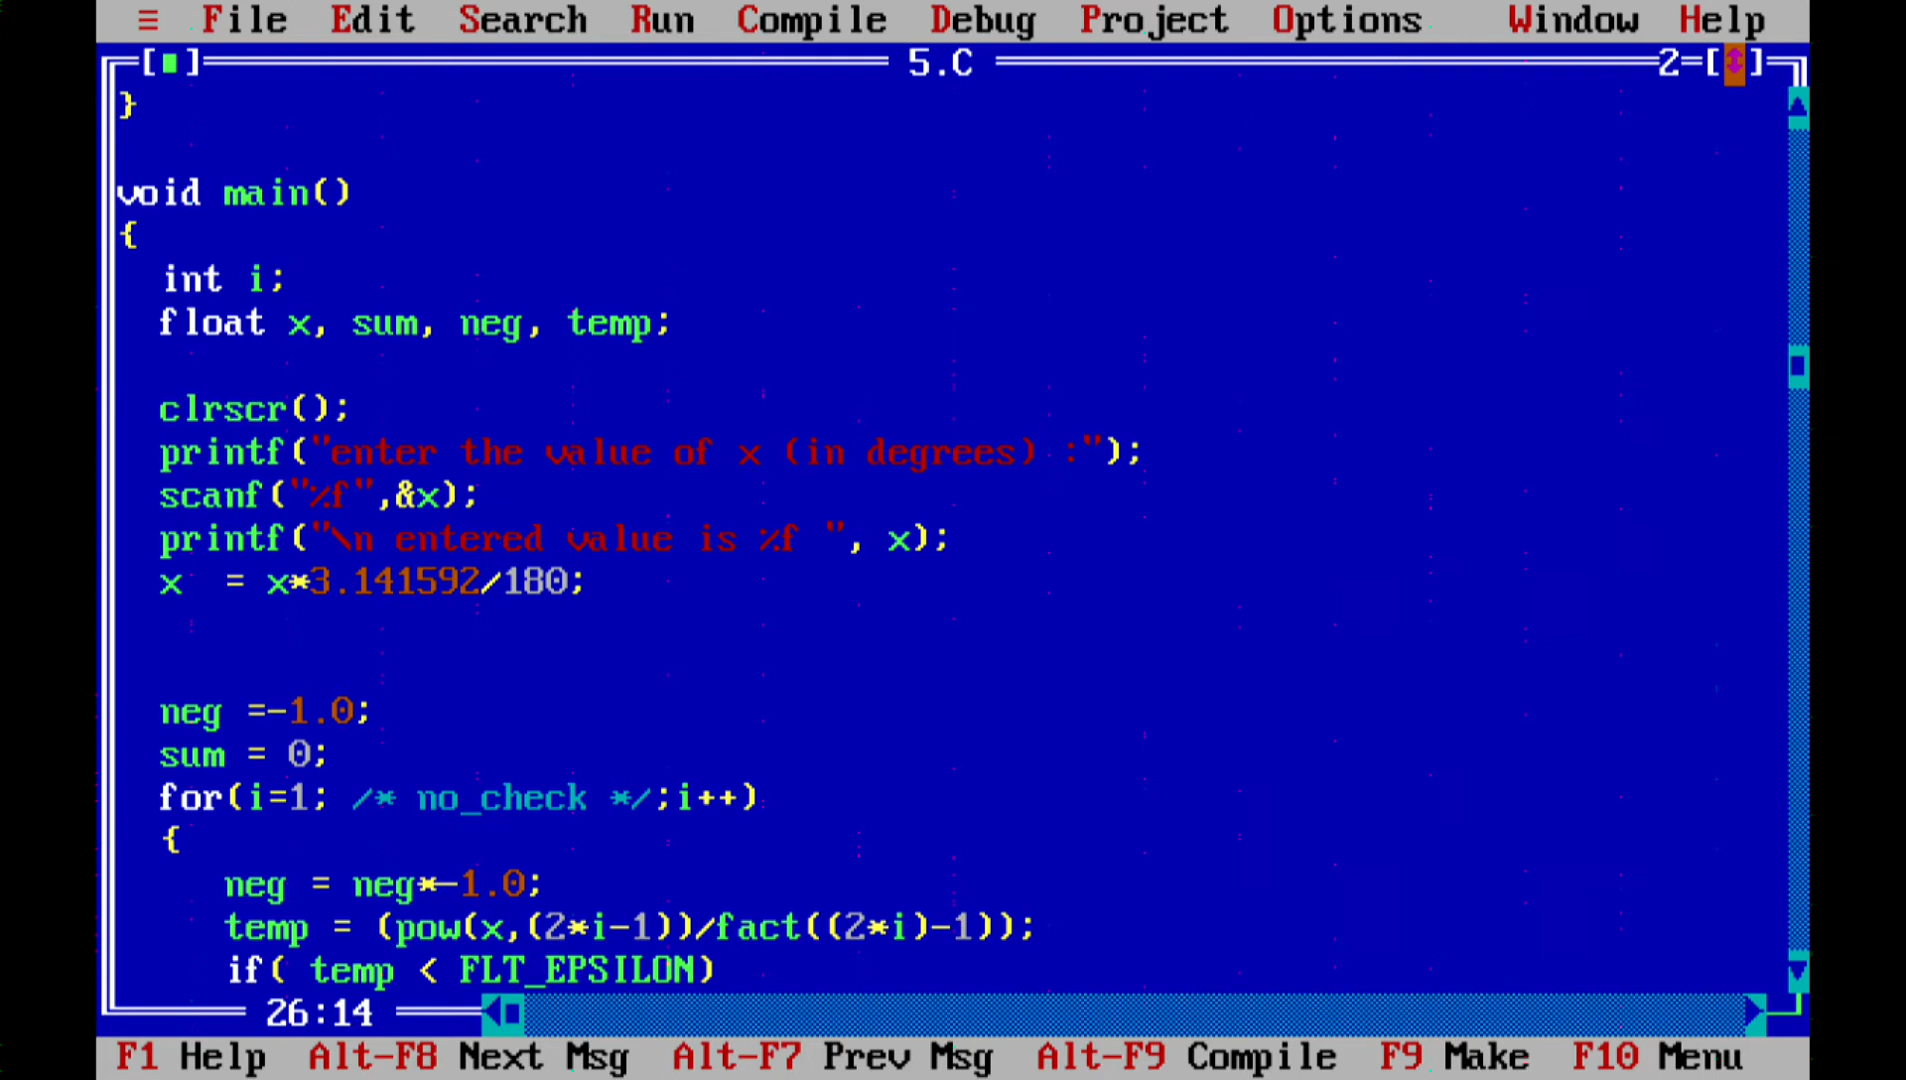 ≡ File Edit Search Run Compile Debug Project Options Window Help
[■] 5.C 2=[↕]
}
void main()
{
int i;
float x, sum, neg, temp;
clrscr();
printf("enter the value of x (in degrees) :");
scanf("%f",&x);
printf("\n entered value is %f ", x);
x  = x*3.141592/180;
neg =-1.0;
sum = 0;
for(i=1; /* no_check */;i++)
{
neg = neg*-1.0;
temp = (pow(x,(2*i-1))/fact((2*i)-1));
if( temp < FLT_EPSILON)
26:14
F1 Help Alt-F8 Next Msg Alt-F7 Prev Msg Alt-F9 Compile F9 Make F10 Menu